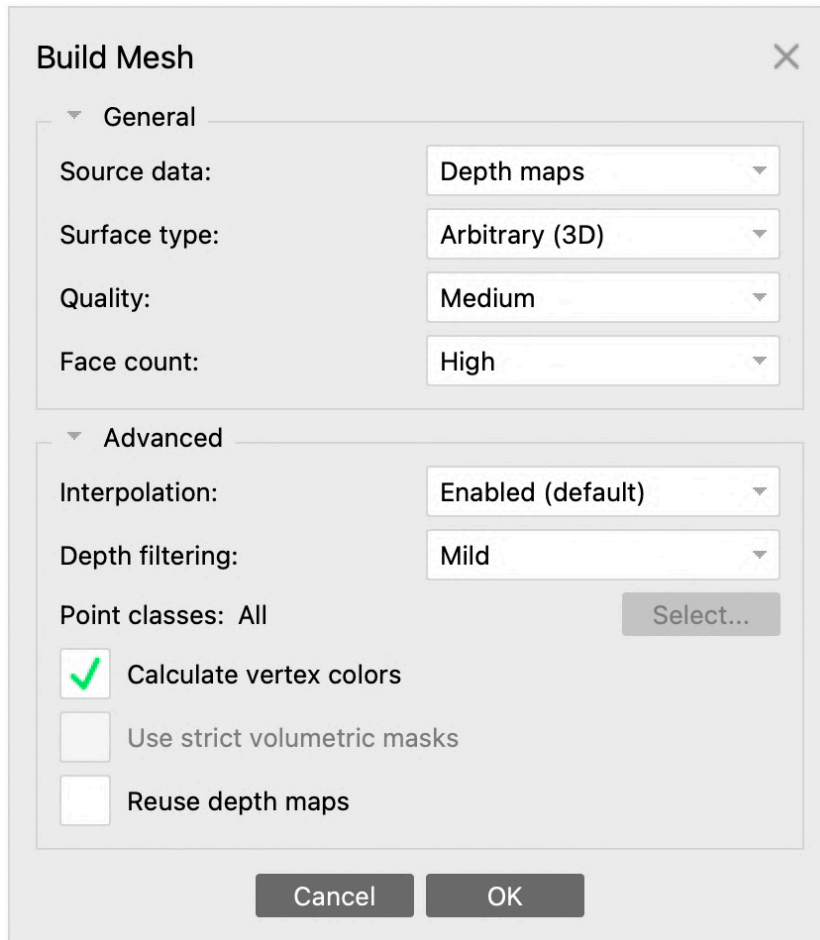 Build Mesh
General
Source data: Depth maps
Surface type: Arbitrary (3D)
Quality: Medium
Face count: High
Advanced
Interpolation: Enabled (default)
Depth filtering: Mild
Point classes: All Select...
Calculate vertex colors
Use strict volumetric masks
Reuse depth maps
Cancel OK